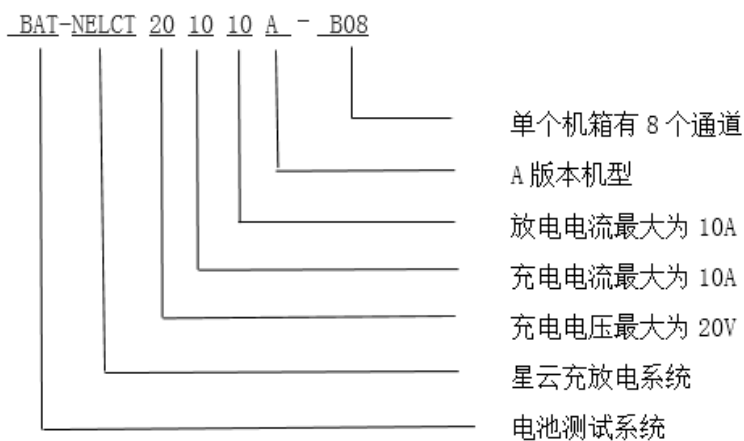 BAT-NELCT 20 10 10 A - B08
单个机箱有 8 个通道
A 版本机型
放电电流最大为 10A
充电电流最大为 10A
充电电压最大为 20V
星云充放电系统
电池测试系统